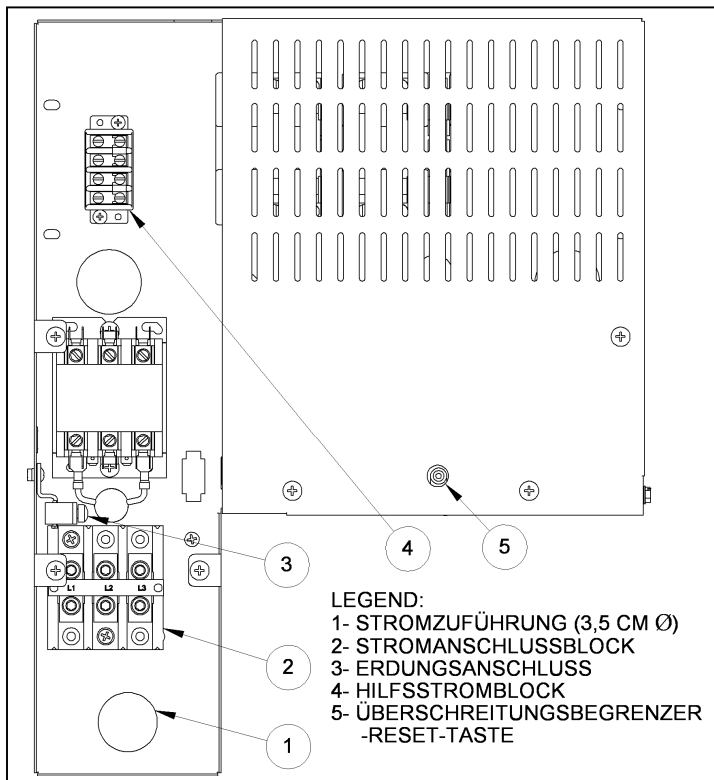 L1 L2 L3
3
4
5
2
1
LEGEND:
1- STROMZUFÜHRUNG (3,5 CM Ø)
2- STROMANSCHLUSSBLOCK
3- ERDUNGSANSCHLUSS
4- HILFSSTROMBLOCK
5- ÜBERSCHREITUNGSBEGRENZER
-RESET-TASTE